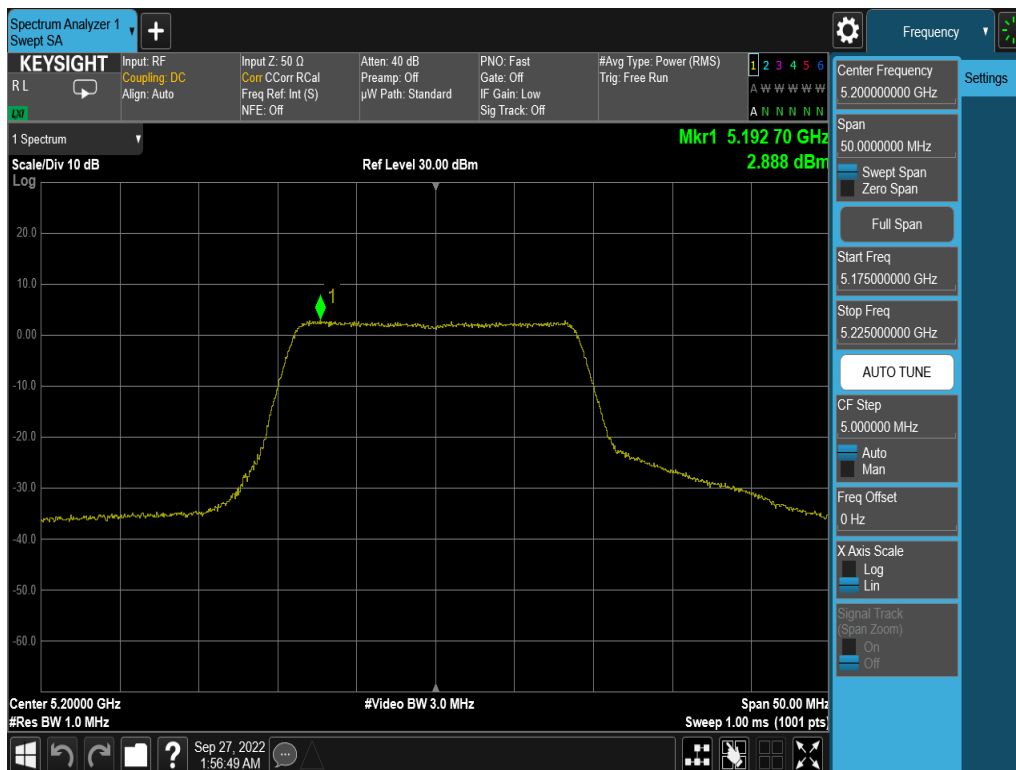 Spectrum Analyzer 1
Swept SA
Frequency
KEYSIGHT
R L
LXI
Input: RF
Coupling: DC
Align: Auto
Input Z: 50 Ω
Corr CCorr RCal
Freq Ref: Int (S)
NFE: Off
Atten: 40 dB
Preamp: Off
µW Path: Standard
PNO: Fast
Gate: Off
IF Gain: Low
Sig Track: Off
#Avg Type: Power (RMS)
Trig: Free Run
1 2 3 4 5 6
A W W W W W
A N N N N N
1 Spectrum
Mkr1 5.192 70 GHz
2.888 dBm
Scale/Div 10 dB
Ref Level 30.00 dBm
Log
20.0
10.0
0.00
-10.0
-20.0
-30.0
-40.0
-50.0
-60.0
1
Center 5.20000 GHz
#Video BW 3.0 MHz
Span 50.00 MHz
#Res BW 1.0 MHz
Sweep 1.00 ms (1001 pts)
Sep 27, 2022
1:56:49 AM
Center Frequency
5.200000000 GHz
Settings
Span
50.0000000 MHz
Swept Span
Zero Span
Full Span
Start Freq
5.175000000 GHz
Stop Freq
5.225000000 GHz
AUTO TUNE
CF Step
5.000000 MHz
Auto
Man
Freq Offset
0 Hz
X Axis Scale
Log
Lin
Signal Track
(Span Zoom)
On
Off